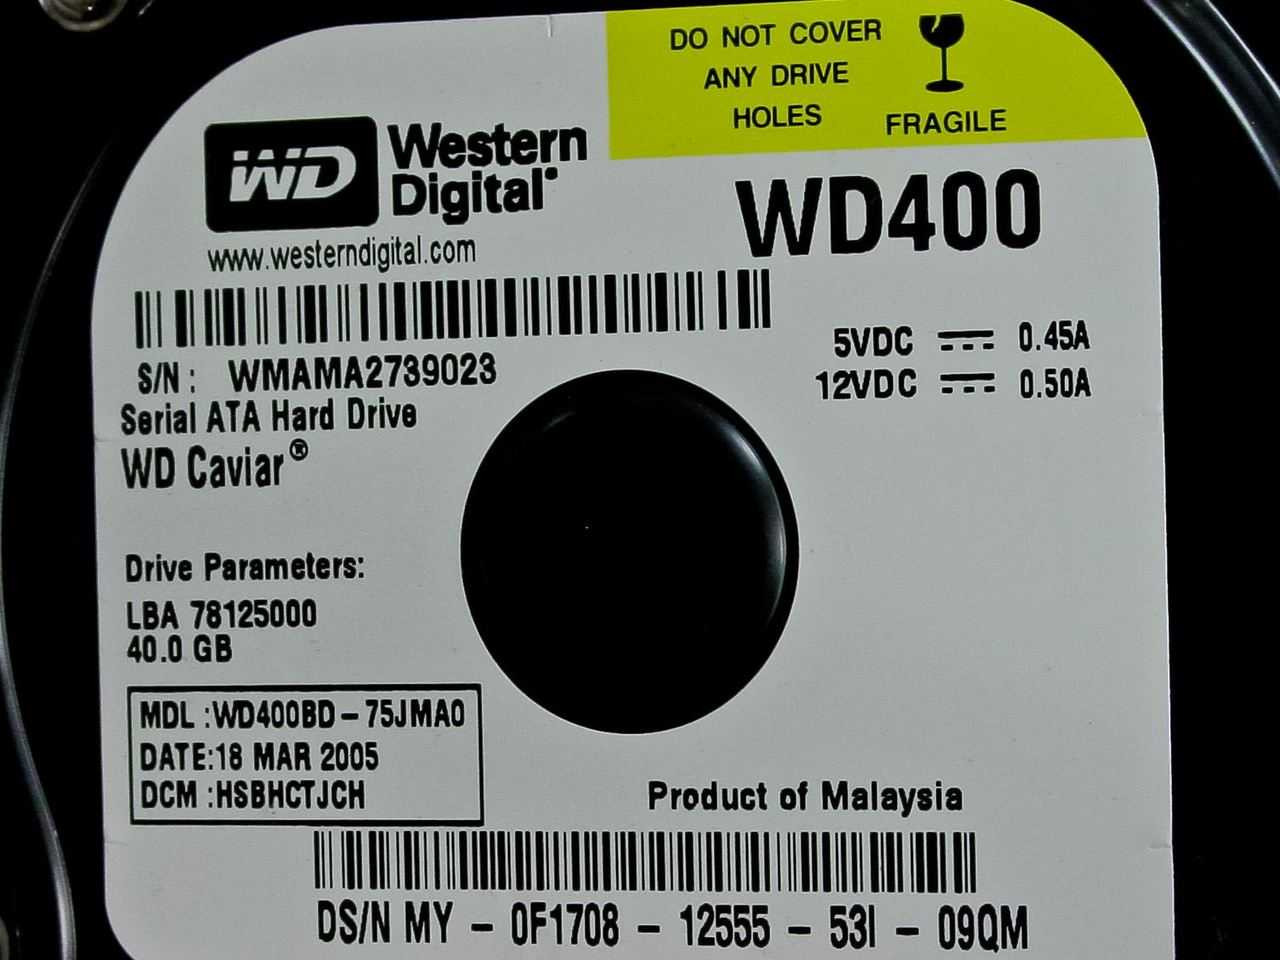 DO NOT COVER
ANY DRIVE
HOLES
FRAGILE
WD
Western
Digital
WD400
www.westerndigital.com
S/N: WMAMA2739023
Serial ATA Hard Drive
WD Caviar®
5VDC 0.45A
12VDC 0.50A
Drive Parameters:
LBA 78125000
40.0 GB
MDL :WD400BD-75JMA0
DATE:18 MAR 2005
DCM :HSBHCTJCH
Product of Malaysia
DS/N MY - 0F1708 - 12555 - 53I - 09QM